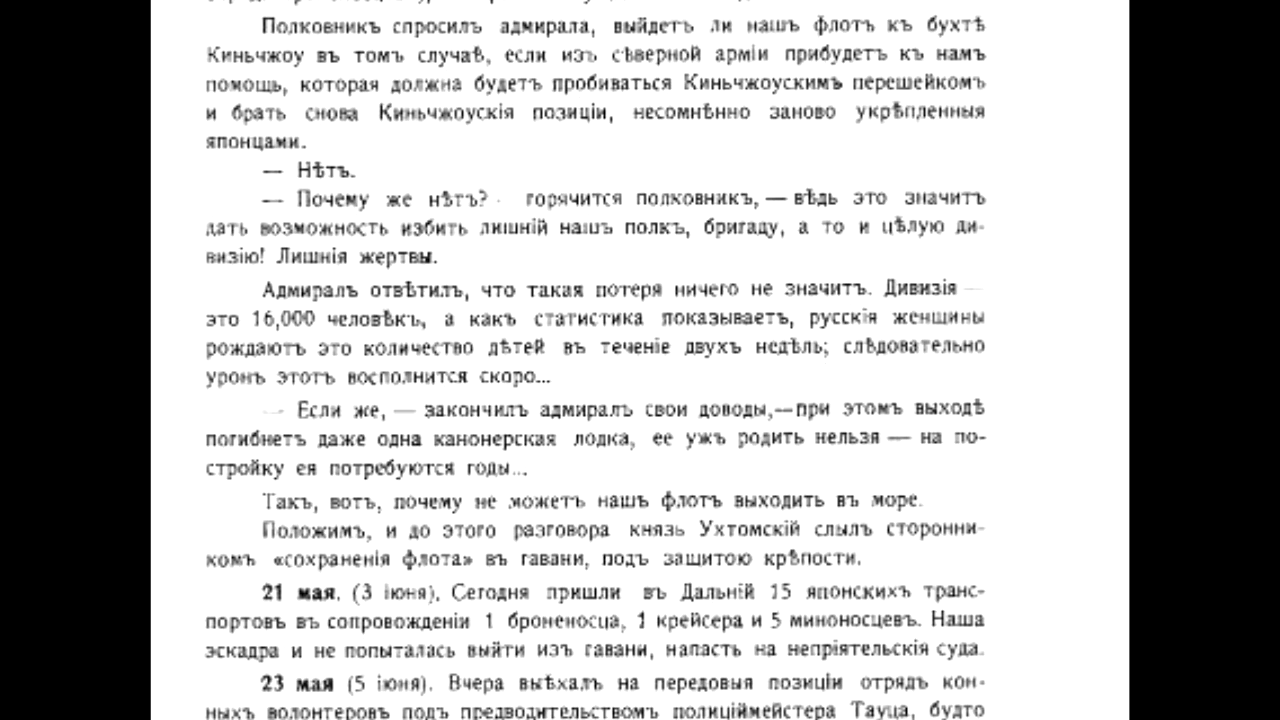 Полковникъ спросилъ адмирала, выйдетъ ли нашъ флотъ къ бухтѣ
Киньчжоу въ томъ случаѣ, если изъ сѣверной арміи прибудетъ къ намъ
помощь, которая должна будетъ пробиваться Киньчжоускимъ перешейкомъ
и брать снова Киньчжоускія позиціи, несомнѣнно заново укрѣпленныя
японцами.
— Нѣтъ.
— Почему же нѣтъ? горячится полковникъ, — вѣдь это значитъ
дать возможность избить лишній нашъ полкъ, бригаду, а то и цѣлую ди-
визію! Лишнія жертвы.
Адмиралъ отвѣтилъ, что такая потеря ничего не значитъ. Дивизія —
это 16,000 человѣкъ, а какъ статистика показываетъ, русскія женщины
рождаютъ это количество дѣтей въ теченіе двухъ недѣль; слѣдовательно
уронъ этотъ восполнится скоро...
— Если же, — закончилъ адмиралъ свои доводы,—при этомъ выходѣ
погибнетъ даже одна канонерская лодка, ее ужъ родить нельзя — на по-
стройку ея потребуются годы...
Такъ, вотъ, почему не можетъ нашъ флотъ выходить въ море.
Положимъ, и до этого разговора князь Ухтомскій слылъ сторонни-
комъ «сохраненія флота» въ гавани, подъ защитою крѣпости.
21 мая. (3 іюня). Сегодня пришли въ Дальній 15 японскихъ транс-
портовъ въ сопровожденіи 1 броненосца, 1 крейсера и 5 миноносцевъ. Наша
эскадра и не попыталась выйти изъ гавани, напасть на непріятельскія суда.
23 мая (5 іюня). Вчера выѣхалъ на передовыя позиціи отрядъ кон-
ныхъ волонтеровъ подъ предводительствомъ полиціймейстера Тауца, будто